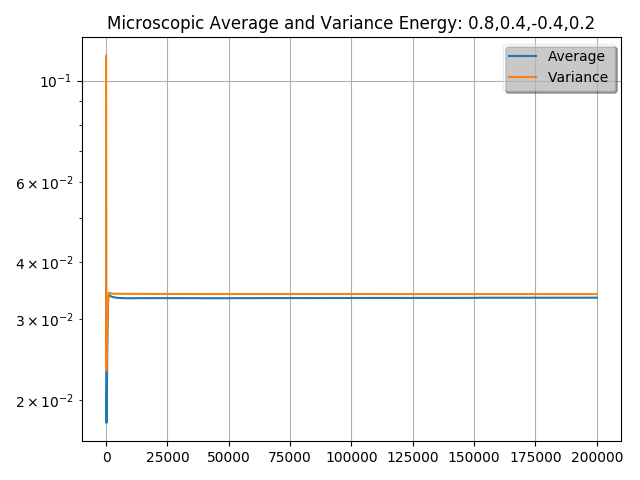 Microscopic Average and Variance Energy: 0.8,0.4,-0.4,0.2
Average
Variance
10⁻¹
6 × 10⁻²
4 × 10⁻²
3 × 10⁻²
2 × 10⁻²
0 25000 50000 75000 100000 125000 150000 175000 200000